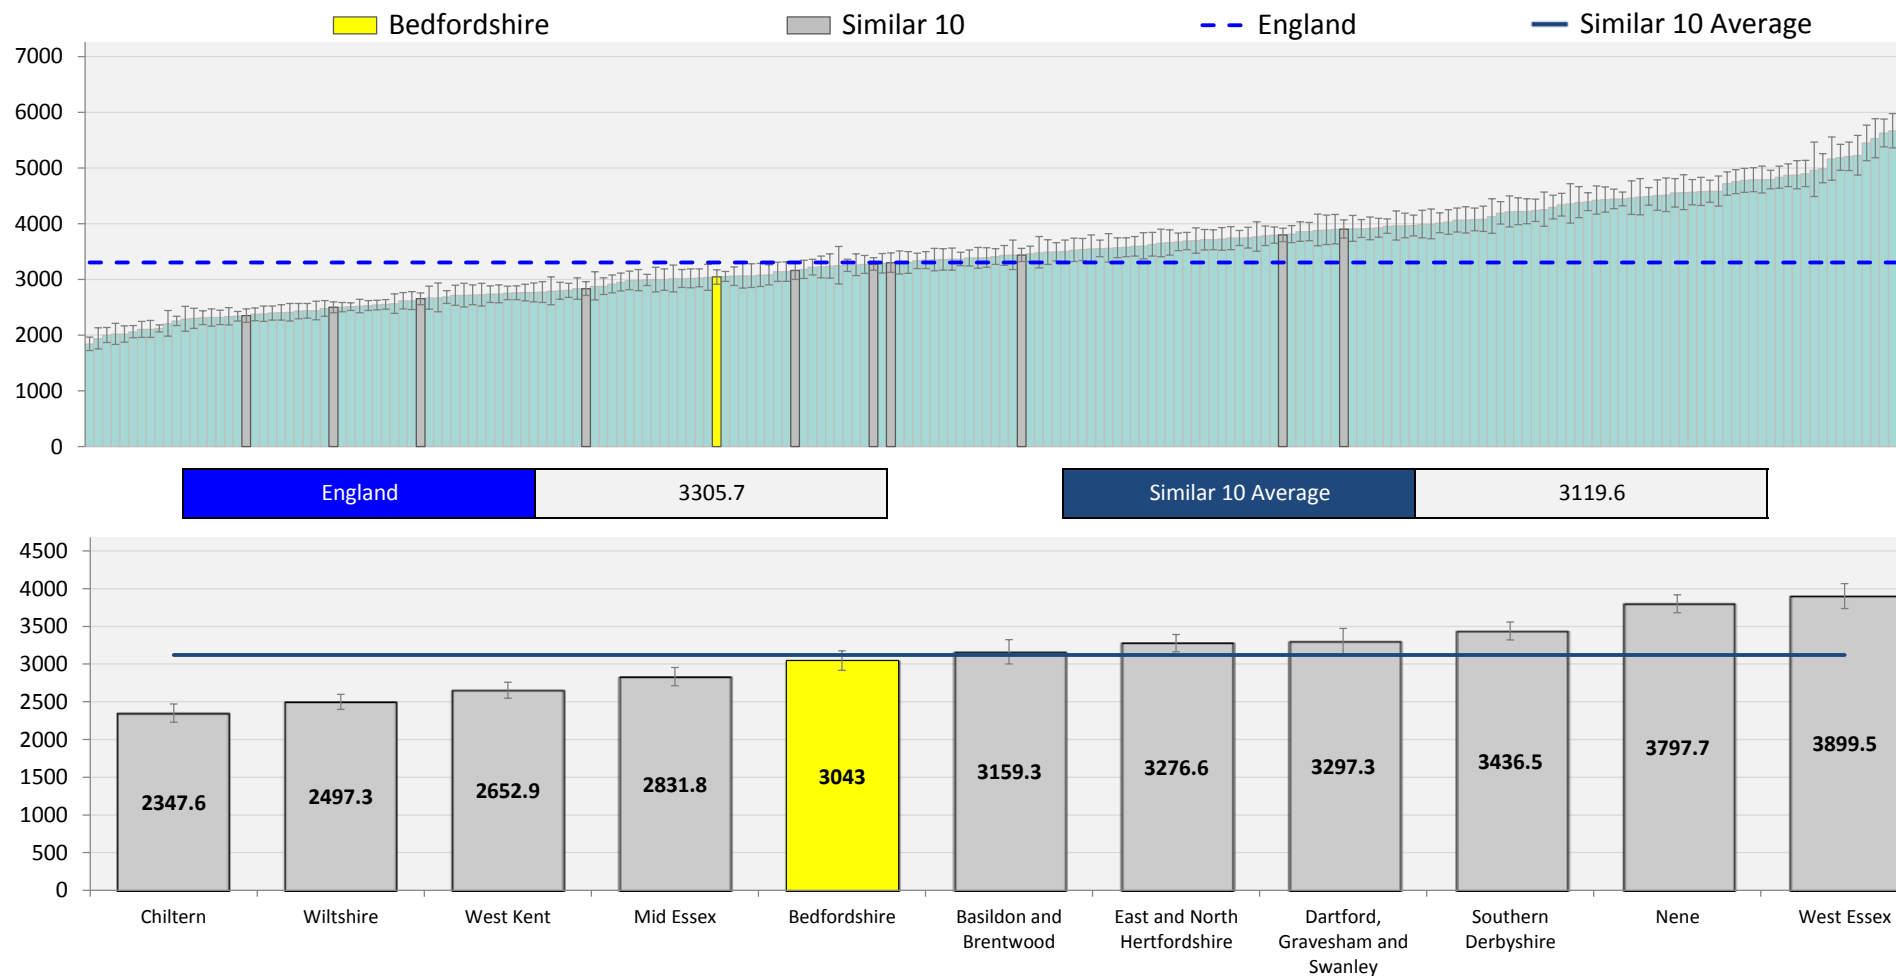 Bedfordshire
Similar 10
England
Similar 10 Average
7000
6000
5000
4000
3000
2000
1000
0
England
3305.7
Similar 10 Average
3119.6
4500
4000
3500
3000
2500
2000
1500
1000
500
0
2347.6
2497.3
2652.9
2831.8
3043
3159.3
3276.6
3297.3
3436.5
3797.7
3899.5
Chiltern
Wiltshire
West Kent
Mid Essex
Bedfordshire
Basildon and
Brentwood
East and North
Hertfordshire
Dartford,
Gravesham and
Swanley
Southern
Derbyshire
Nene
West Essex